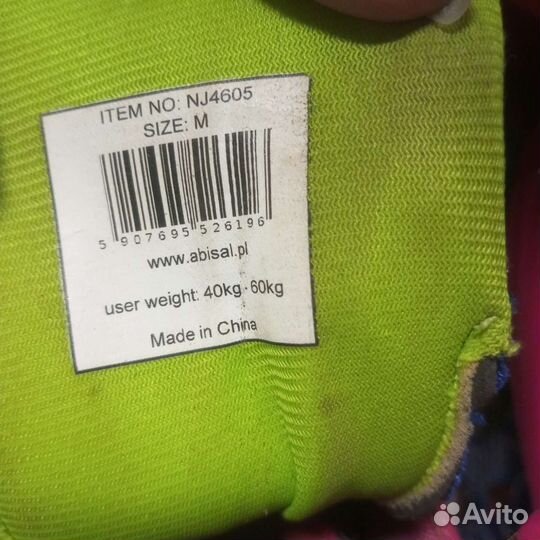 ITEM NO: NJ4605
SIZE: M
5 907695 526196
www.abisal.pl
user weight: 40kg-60kg
Made in China
Avito